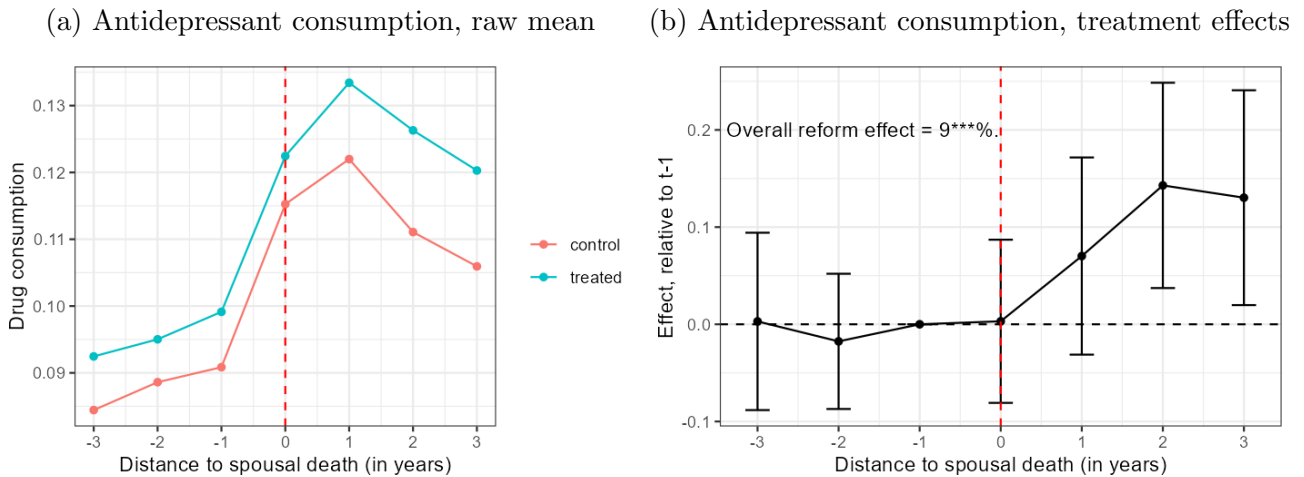 (a) Antidepressant consumption, raw mean
Drug consumption
0.13
0.12
0.11
0.10
0.09
-3 -2 -1 0 1 2 3
Distance to spousal death (in years)
control
treated
(b) Antidepressant consumption, treatment effects
Effect, relative to t-1
0.2
0.1
0.0
-0.1
Overall reform effect = 9***%.
-3 -2 -1 0 1 2 3
Distance to spousal death (in years)